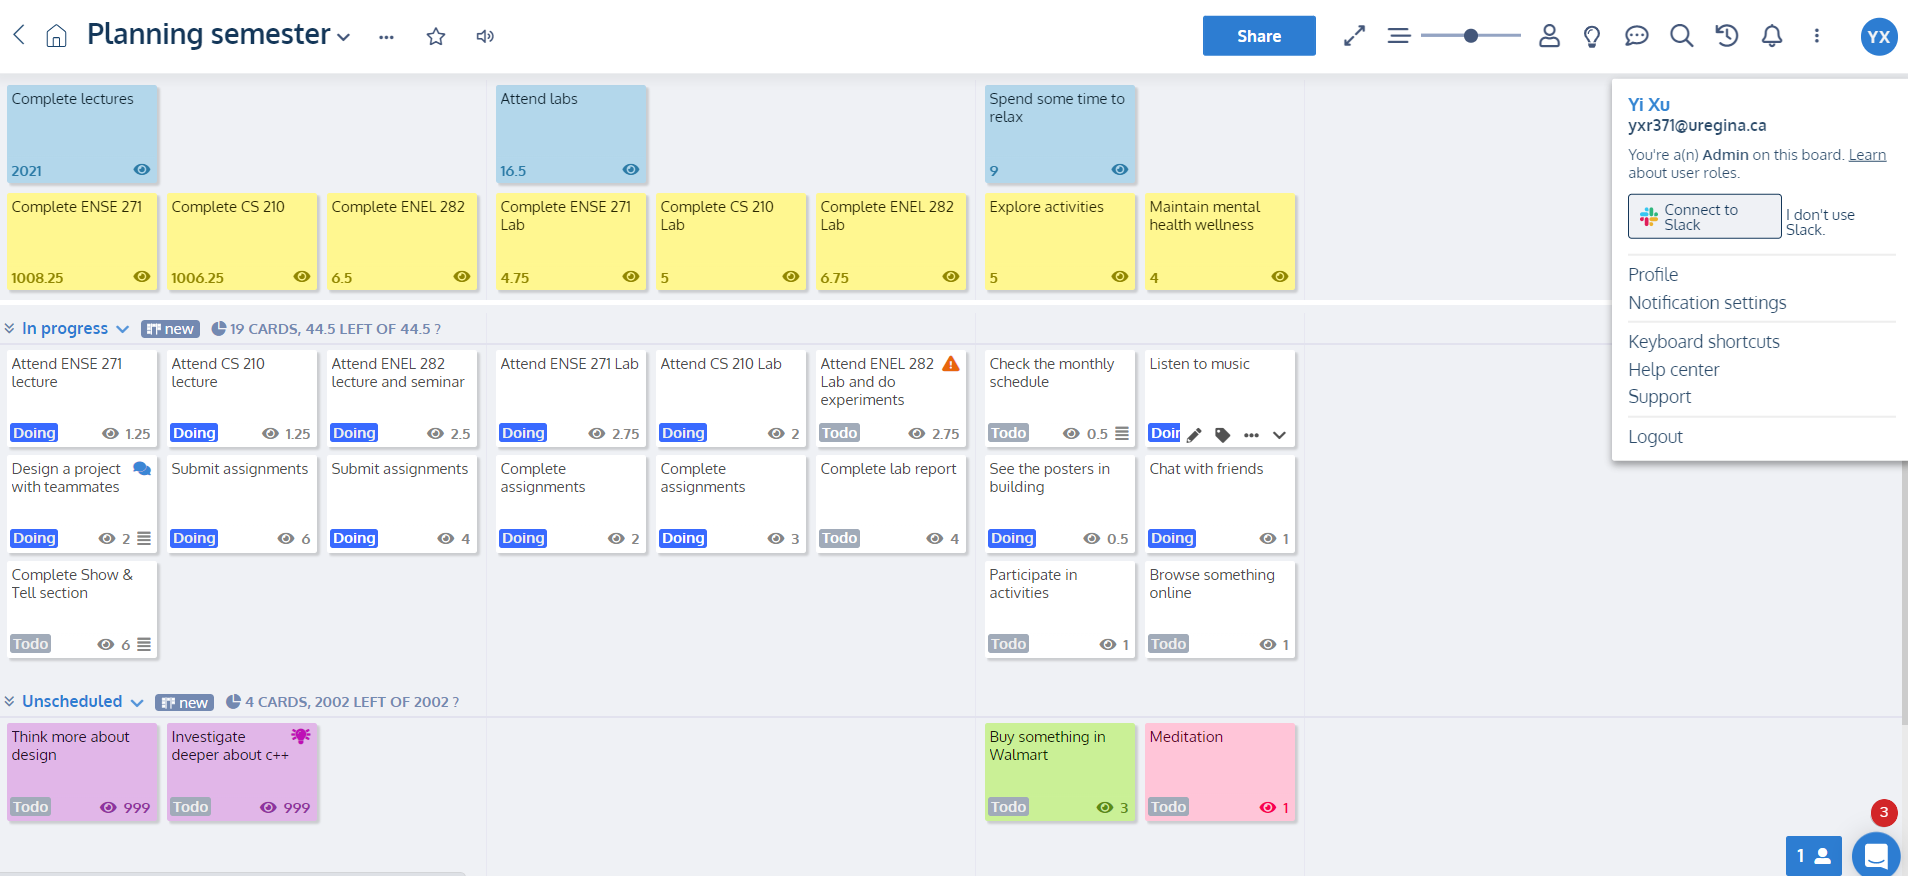 Planning semester
Share
YX
Complete lectures
2021
Attend labs
16.5
Spend some time to
relax
9
Complete ENSE 271
1008.25
Complete CS 210
1006.25
Complete ENEL 282
6.5
Complete ENSE 271
Lab
4.75
Complete CS 210
Lab
5
Complete ENEL 282
Lab
6.75
Explore activities
5
Maintain mental
health wellness
4
Yi Xu
yxr371@uregina.ca
You're a(n) Admin on this board. Learn
about user roles.
Connect to
Slack
I don't use
Slack.
Profile
Notification settings
Keyboard shortcuts
Help center
Support
Logout
In progress new 19 CARDS, 44.5 LEFT OF 44.5 ?
Attend ENSE 271
lecture
Doing 1.25
Attend CS 210
lecture
Doing 1.25
Attend ENEL 282
lecture and seminar
Doing 2.5
Attend ENSE 271 Lab
Doing 2.75
Attend CS 210 Lab
Doing 2
Attend ENEL 282
Lab and do
experiments
Todo 2.75
Check the monthly
schedule
Todo 0.5
Listen to music
Doin
Design a project
with teammates
Doing 2
Submit assignments
Doing 6
Submit assignments
Doing 4
Complete
assignments
Doing 2
Complete
assignments
Doing 3
Complete lab report
Todo 4
See the posters in
building
Doing 0.5
Chat with friends
Doing 1
Complete Show &
Tell section
Todo 6
Participate in
activities
Todo 1
Browse something
online
Todo 1
Unscheduled new 4 CARDS, 2002 LEFT OF 2002 ?
Think more about
design
Todo 999
Investigate
deeper about c++
Todo 999
Buy something in
Walmart
Todo 3
Meditation
Todo 1
3
1